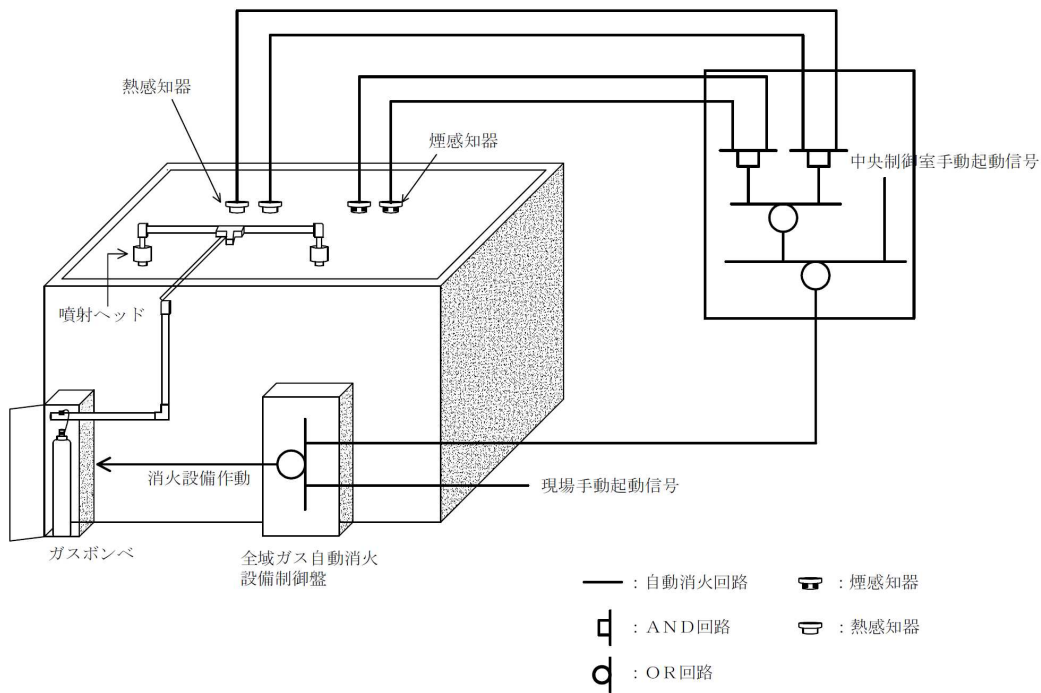 熱感知器
煙感知器
中央制御室手動起動信号
噴射ヘッド
消火設備作動
現場手動起動信号
ガスボンベ
全域ガス自動消火
設備制御盤
：自動消火回路
：煙感知器
：ＡＮＤ回路
：熱感知器
：ＯＲ回路